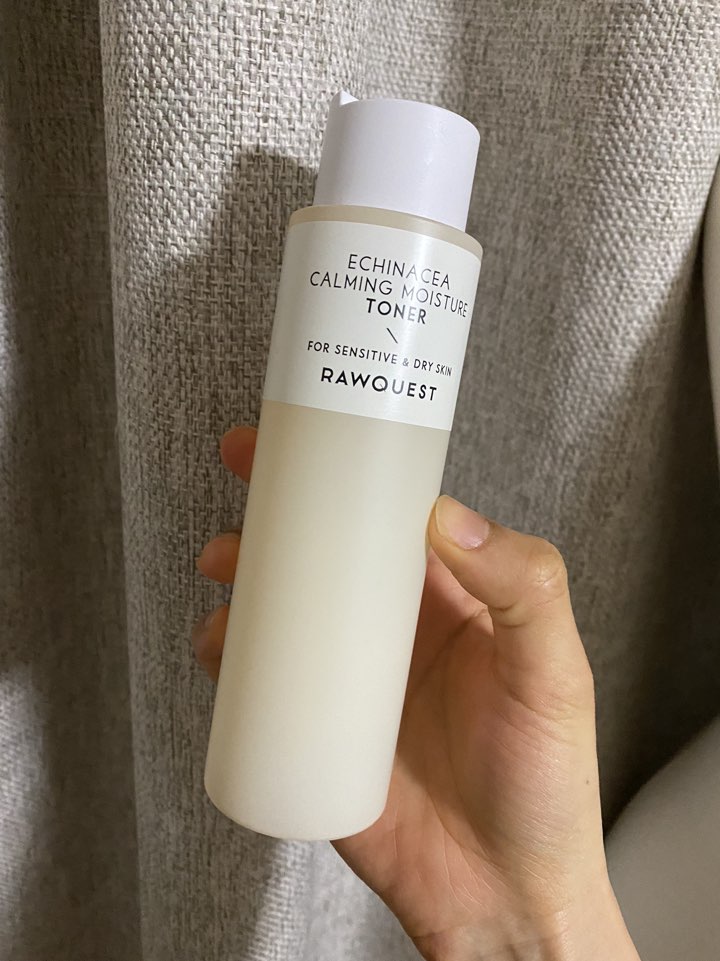 ECHINACEA
CALMING MOISTURE
TONER
\
FOR SENSITIVE & DRY SKIN
RAWQUEST